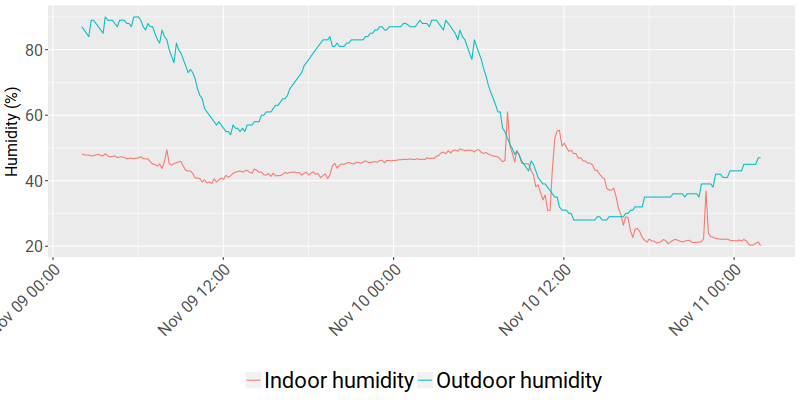 Humidity (%)
80
60
40
20
ov 09 00:00
Nov 09 12:00
Nov 10 00:00
Nov 10 12:00
Nov 11 00:00
Indoor humidity
Outdoor humidity